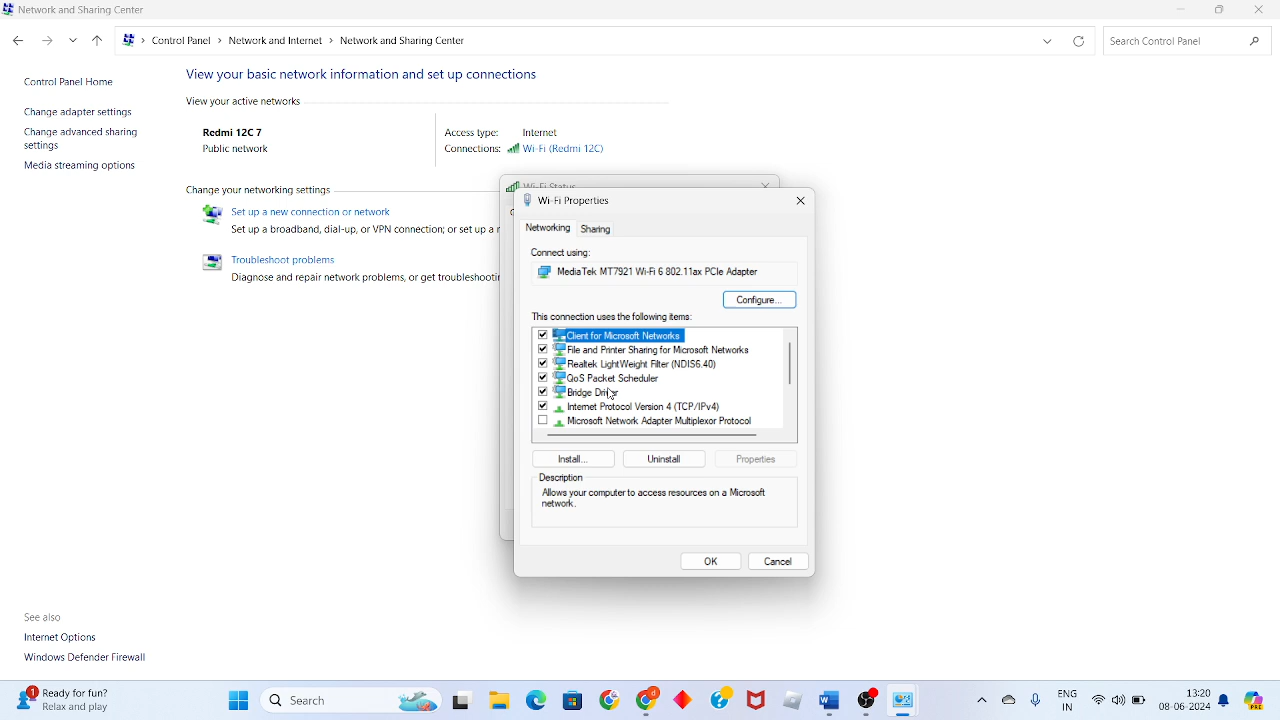 Network and Sharing Center
Control Panel › Network and Internet › Network and Sharing Center
Search Control Panel
Control Panel Home
Change adapter settings
Change advanced sharing
settings
Media streaming options
View your basic network information and set up connections
View your active networks
Redmi 12C 7
Public network
Access type: Internet
Connections: Wi-Fi (Redmi 12C)
Change your networking settings
Set up a new connection or network
Set up a broadband, dial-up, or VPN connection; or set up a r
Troubleshoot problems
Diagnose and repair network problems, or get troubleshootin
Wi-Fi Status
Wi-Fi Properties
Networking Sharing
Connect using:
MediaTek MT7921 Wi-Fi 6 802.11ax PCIe Adapter
Configure...
This connection uses the following items:
Client for Microsoft Networks
File and Printer Sharing for Microsoft Networks
Realtek LightWeight Filter (NDIS6.40)
QoS Packet Scheduler
Bridge Driver
Internet Protocol Version 4 (TCP/IPv4)
Microsoft Network Adapter Multiplexor Protocol
Install... Uninstall Properties
Description
Allows your computer to access resources on a Microsoft
network.
OK Cancel
See also
Internet Options
Windows Defender Firewall
1 Ready for fun?
Relax and play
Search
ENG
IN
13:20
08-06-2024
PRE